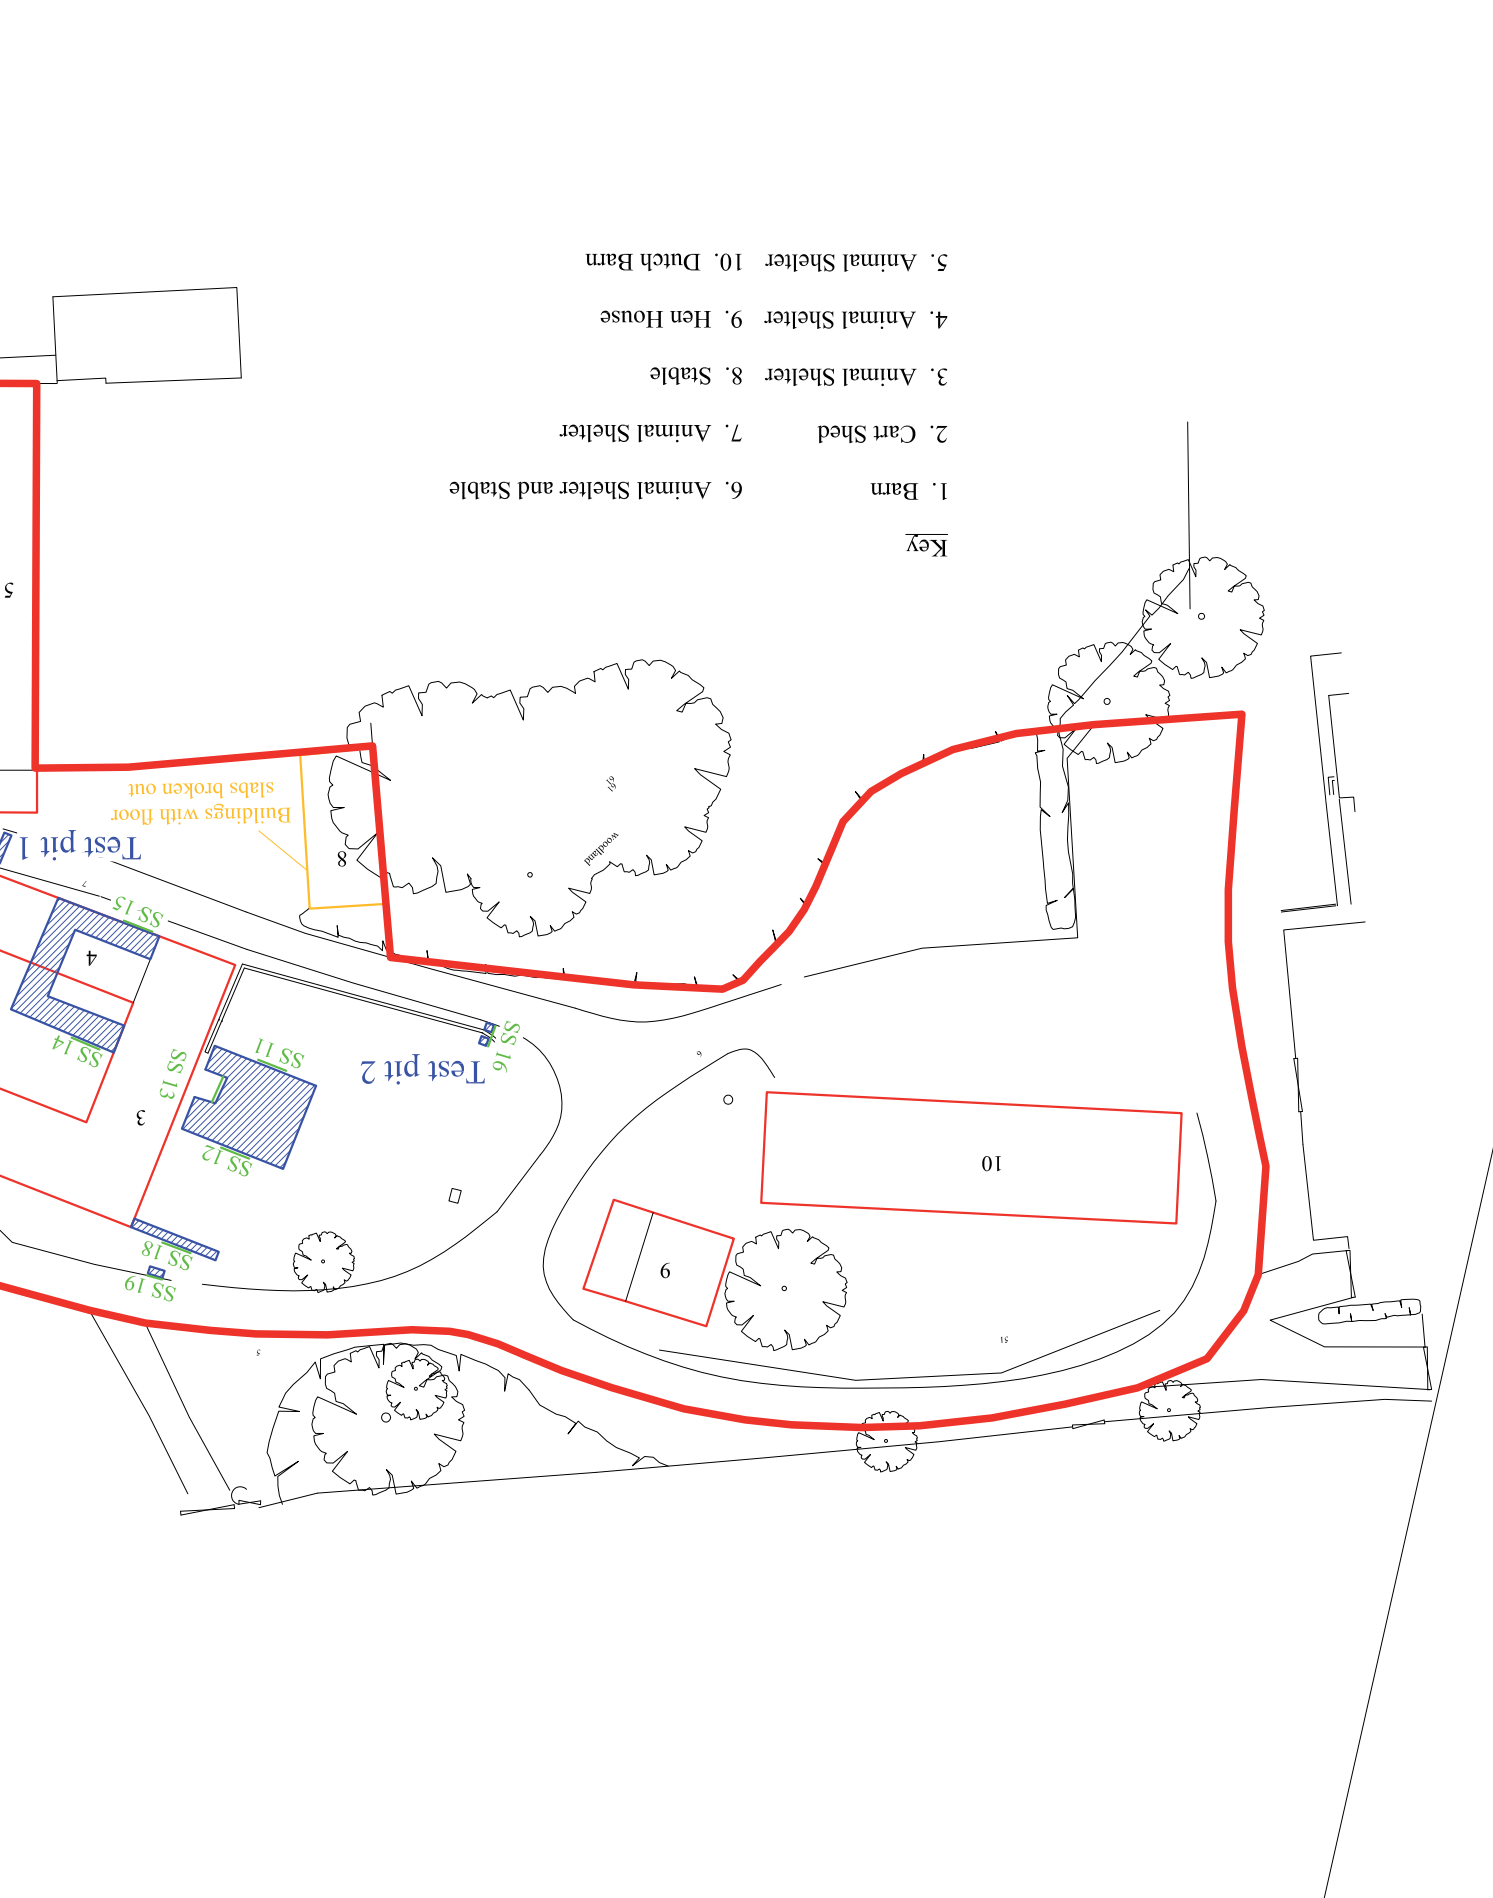 SS 19
SS 18
9
SS 12
10
3
SS 11
SS 13
Test pit 2
SS 16
SS 14
4
SS 15
8
Test pit 1
Buildings with floor
slabs broken out
woodland
5
Key
1. Barn
6. Animal Shelter and Stable
2. Cart Shed
7. Animal Shelter
3. Animal Shelter
8. Stable
4. Animal Shelter
9. Hen House
5. Animal Shelter
10. Dutch Barn